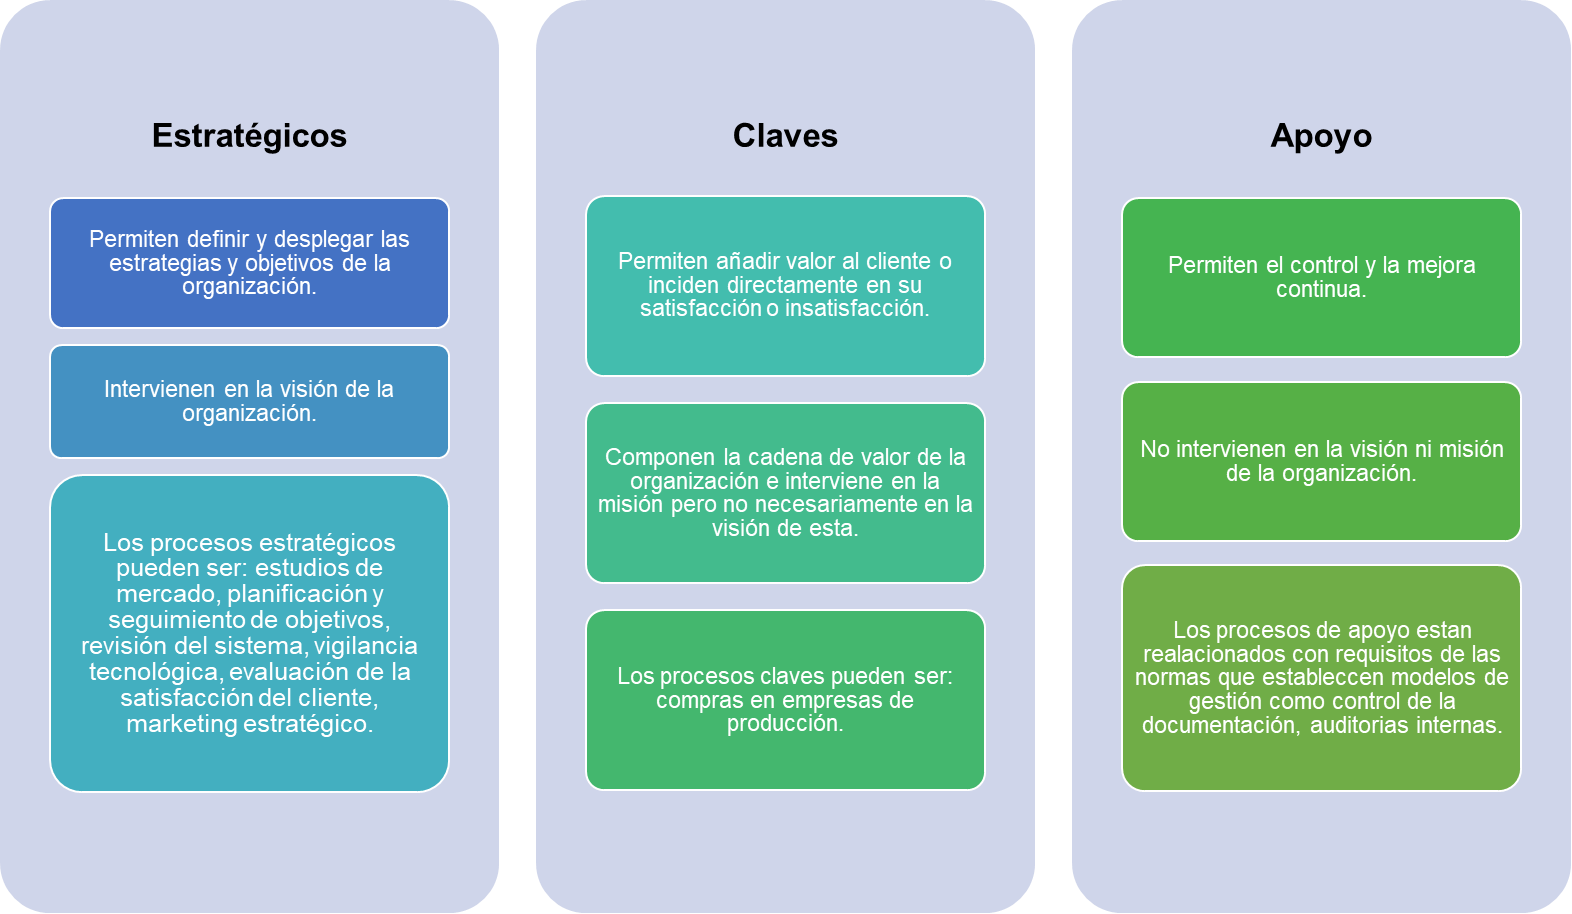 Estratégicos
Permiten definir y desplegar las
estrategias y objetivos de la
organización.
Intervienen en la visión de la
organización.
Los procesos estratégicos
pueden ser: estudios de
mercado, planificación y
seguimiento de objetivos,
revisión del sistema, vigilancia
tecnológica, evaluación de la
satisfacción del cliente,
marketing estratégico.
Claves
Permiten añadir valor al cliente o
inciden directamente en su
satisfacción o insatisfacción.
Componen la cadena de valor de la
organización e interviene en la
misión pero no necesariamente en la
visión de esta.
Los procesos claves pueden ser:
compras en empresas de
producción.
Apoyo
Permiten el control y la mejora
continua.
No intervienen en la visión ni misión
de la organización.
Los procesos de apoyo estan
realacionados con requisitos de las
normas que estableccen modelos de
gestión como control de la
documentación, auditorias internas.